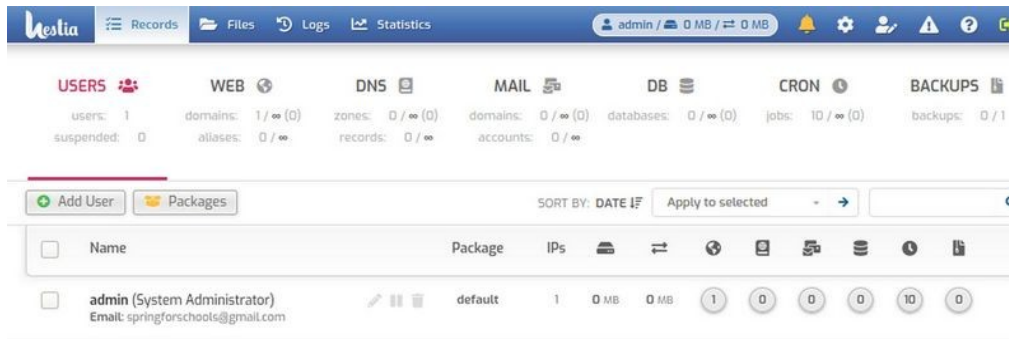 Hestia Records Files Logs Statistics admin / 0 MB / ⇄ 0 MB
USERS WEB DNS MAIL DB CRON BACKUPS
users: 1 domains: 1 / ∞ (0) zones: 0 / ∞ (0) domains: 0 / ∞ (0) databases: 0 / ∞ (0) jobs: 10 / ∞ (0) backups: 0 / 1
suspended: 0 aliases: 0 / ∞ records: 0 / ∞ accounts: 0 / ∞
Add User Packages SORT BY: DATE Apply to selected
Name Package IPs
admin (System Administrator) default 1 0 MB 0 MB 1 0 0 0 10 0
Email: springforschools@gmail.com